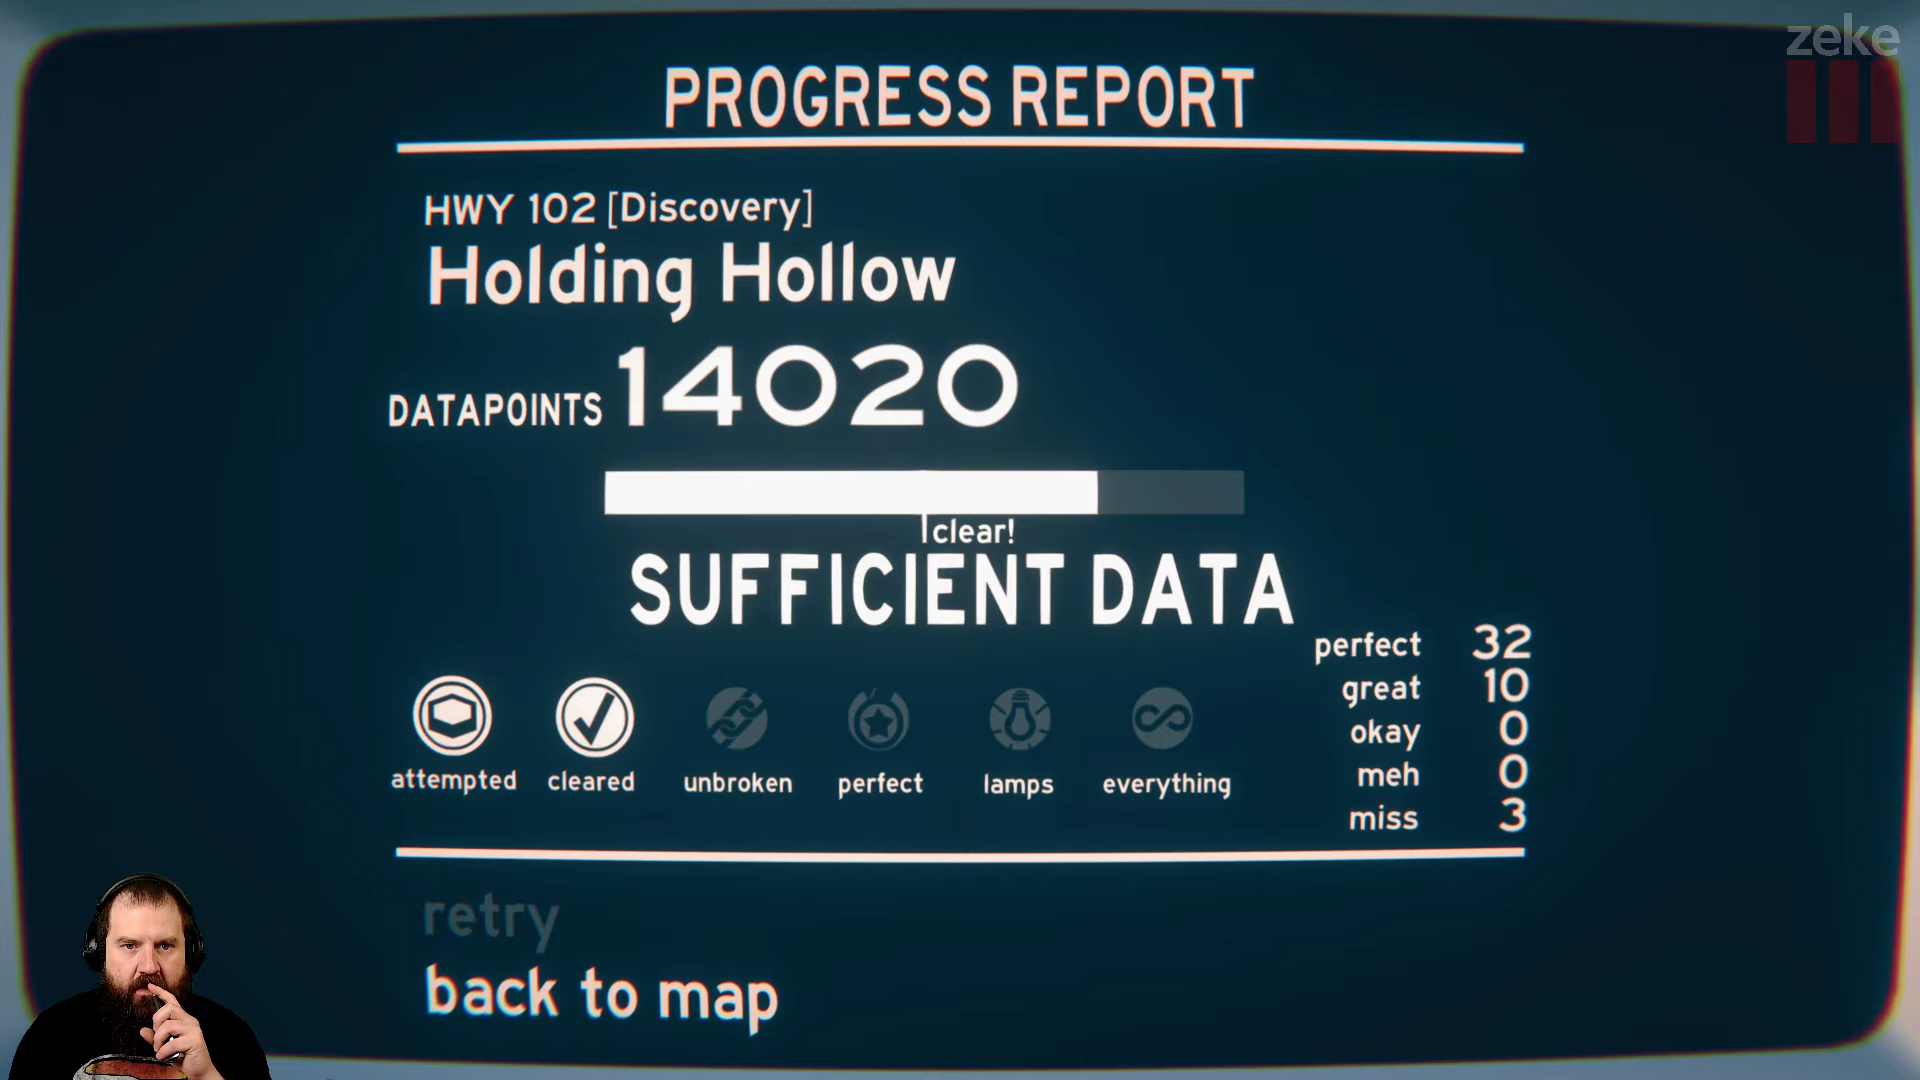 zeke
PROGRESS REPORT
HWY 102 [Discovery]
Holding Hollow
DATAPOINTS 14020
clear!
SUFFICIENT DATA
perfect 32
great 10
okay 0
meh 0
miss 3
attempted cleared unbroken perfect lamps everything
retry
back to map